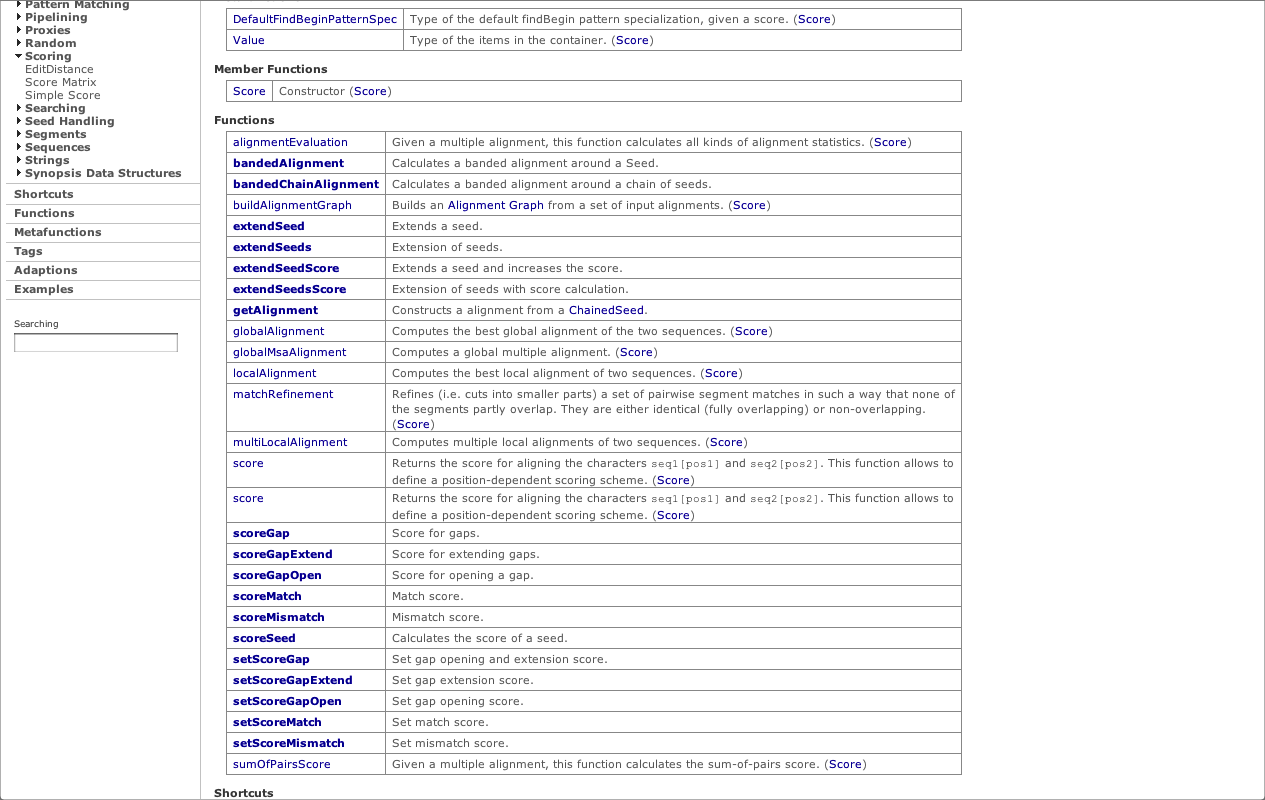 Pattern Matching
Pipelining
Proxies
Random
Scoring
EditDistance
Score Matrix
Simple Score
Searching
Seed Handling
Segments
Sequences
Strings
Synopsis Data Structures
Shortcuts
Functions
Metafunctions
Tags
Adaptions
Examples
Searching
DefaultFindBeginPatternSpec Type of the default findBegin pattern specialization, given a score. (Score)
Value Type of the items in the container. (Score)
Member Functions
Score Constructor (Score)
Functions
alignmentEvaluation Given a multiple alignment, this function calculates all kinds of alignment statistics. (Score)
bandedAlignment Calculates a banded alignment around a Seed.
bandedChainAlignment Calculates a banded alignment around a chain of seeds.
buildAlignmentGraph Builds an Alignment Graph from a set of input alignments. (Score)
extendSeed Extends a seed.
extendSeeds Extension of seeds.
extendSeedScore Extends a seed and increases the score.
extendSeedsScore Extension of seeds with score calculation.
getAlignment Constructs a alignment from a ChainedSeed.
globalAlignment Computes the best global alignment of the two sequences. (Score)
globalMsaAlignment Computes a global multiple alignment. (Score)
localAlignment Computes the best local alignment of two sequences. (Score)
matchRefinement Refines (i.e. cuts into smaller parts) a set of pairwise segment matches in such a way that none of
the segments partly overlap. They are either identical (fully overlapping) or non-overlapping.
(Score)
multiLocalAlignment Computes multiple local alignments of two sequences. (Score)
score Returns the score for aligning the characters seq1[pos1] and seq2[pos2]. This function allows to
define a position-dependent scoring scheme. (Score)
score Returns the score for aligning the characters seq1[pos1] and seq2[pos2]. This function allows to
define a position-dependent scoring scheme. (Score)
scoreGap Score for gaps.
scoreGapExtend Score for extending gaps.
scoreGapOpen Score for opening a gap.
scoreMatch Match score.
scoreMismatch Mismatch score.
scoreSeed Calculates the score of a seed.
setScoreGap Set gap opening and extension score.
setScoreGapExtend Set gap extension score.
setScoreGapOpen Set gap opening score.
setScoreMatch Set match score.
setScoreMismatch Set mismatch score.
sumOfPairsScore Given a multiple alignment, this function calculates the sum-of-pairs score. (Score)
Shortcuts